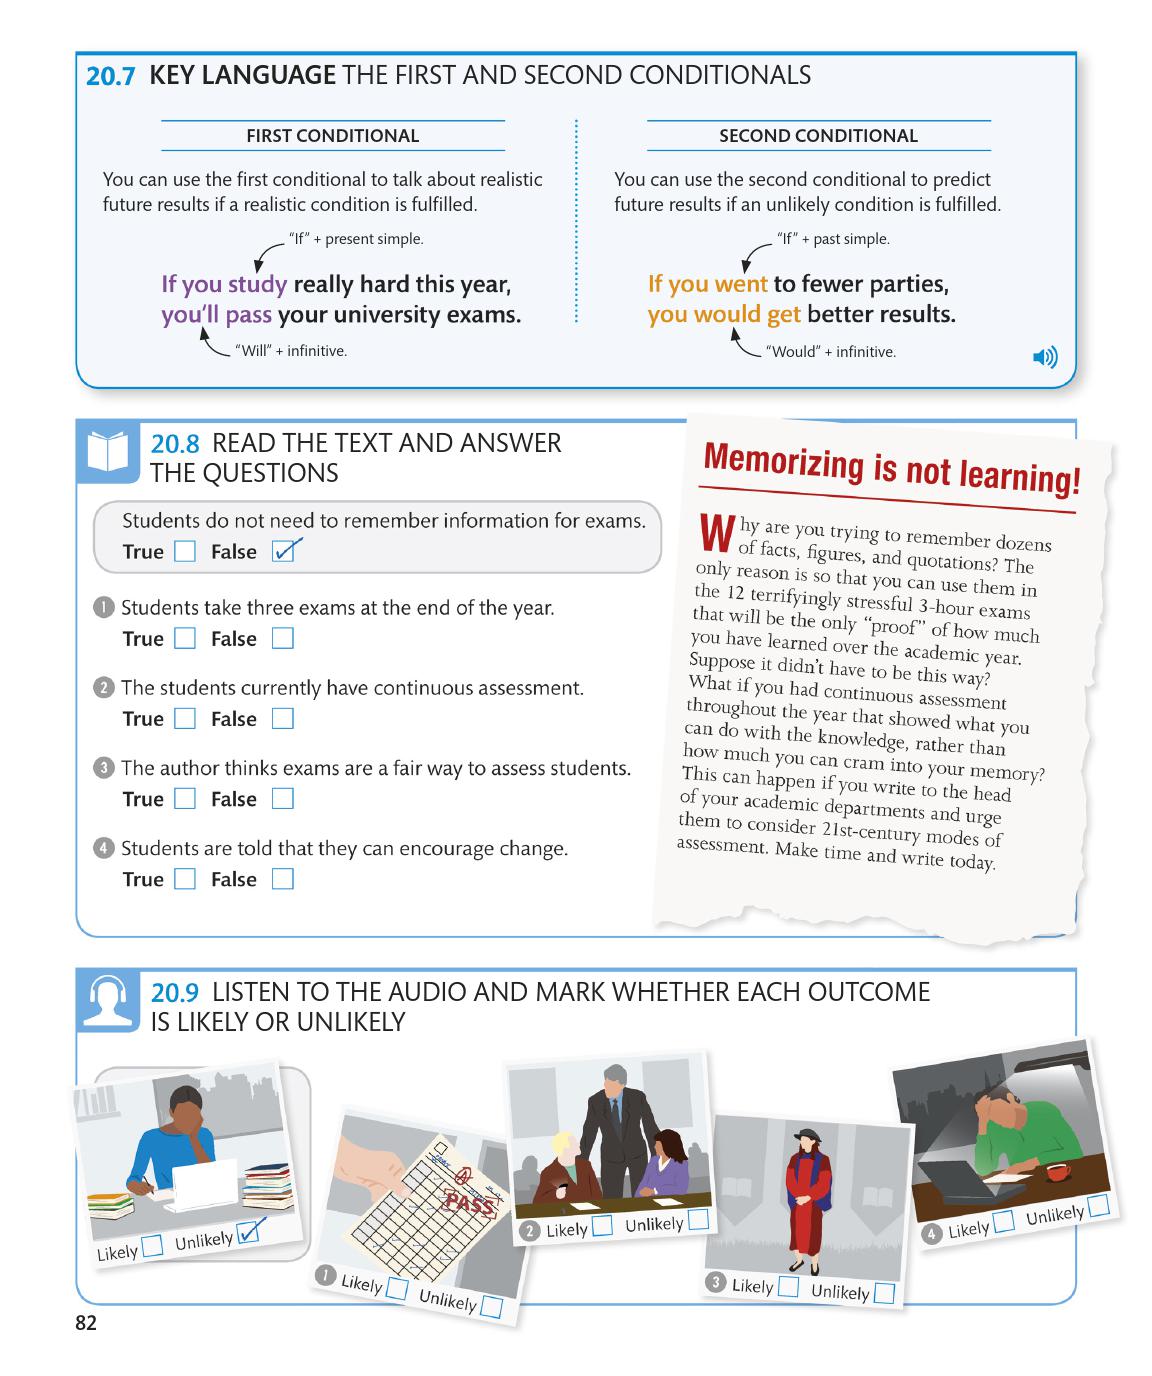 20.7 KEY LANGUAGE THE FIRST AND SECOND CONDITIONALS
FIRST CONDITIONAL
You can use the first conditional to talk about realistic
future results if a realistic condition is fulfilled.
“If” + present simple.
If you study really hard this year,
you’ll pass your university exams.
“Will” + infinitive.
SECOND CONDITIONAL
You can use the second conditional to predict
future results if an unlikely condition is fulfilled.
“If” + past simple.
If you went to fewer parties,
you would get better results.
“Would” + infinitive.
20.8 READ THE TEXT AND ANSWER
THE QUESTIONS
Students do not need to remember information for exams.
True False
1 Students take three exams at the end of the year.
True False
2 The students currently have continuous assessment.
True False
3 The author thinks exams are a fair way to assess students.
True False
4 Students are told that they can encourage change.
True False
Memorizing is not learning!
Why are you trying to remember dozens
of facts, figures, and quotations? The
only reason is so that you can use them in
the 12 terrifyingly stressful 3-hour exams
that will be the only “proof” of how much
you have learned over the academic year.
Suppose it didn’t have to be this way?
What if you had continuous assessment
throughout the year that showed what you
can do with the knowledge, rather than
how much you can cram into your memory?
This can happen if you write to the head
of your academic departments and urge
them to consider 21st-century modes of
assessment. Make time and write today.
20.9 LISTEN TO THE AUDIO AND MARK WHETHER EACH OUTCOME
IS LIKELY OR UNLIKELY
Likely Unlikely
A
PASS
1 Likely Unlikely
2 Likely Unlikely
3 Likely Unlikely
4 Likely Unlikely
82